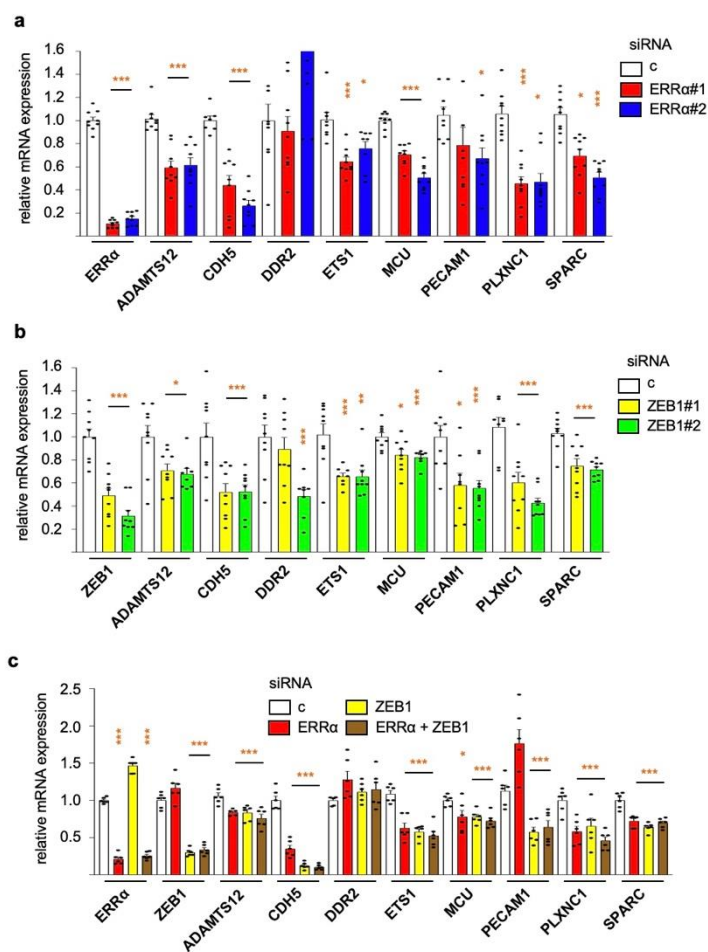 a
siRNA
c
ERRα#1
ERRα#2
relative mRNA expression
1.6
1.4
1.2
1.0
0.8
0.6
0.4
0.2
*** *** *** *** * *** * *** * * ***
ERRα ADAMTS12 CDH5 DDR2 ETS1 MCU PECAM1 PLXNC1 SPARC
b
siRNA
c
ZEB1#1
ZEB1#2
relative mRNA expression
1.6
1.4
1.2
1.0
0.8
0.6
0.4
0.2
*** * *** *** *** ** * *** * *** *** ***
ZEB1 ADAMTS12 CDH5 DDR2 ETS1 MCU PECAM1 PLXNC1 SPARC
c
siRNA
c ZEB1
ERRα ERRα + ZEB1
relative mRNA expression
2.5
2.0
1.5
1.0
0.5
*** *** *** *** *** *** * *** *** *** ***
ERRα ZEB1 ADAMTS12 CDH5 DDR2 ETS1 MCU PECAM1 PLXNC1 SPARC